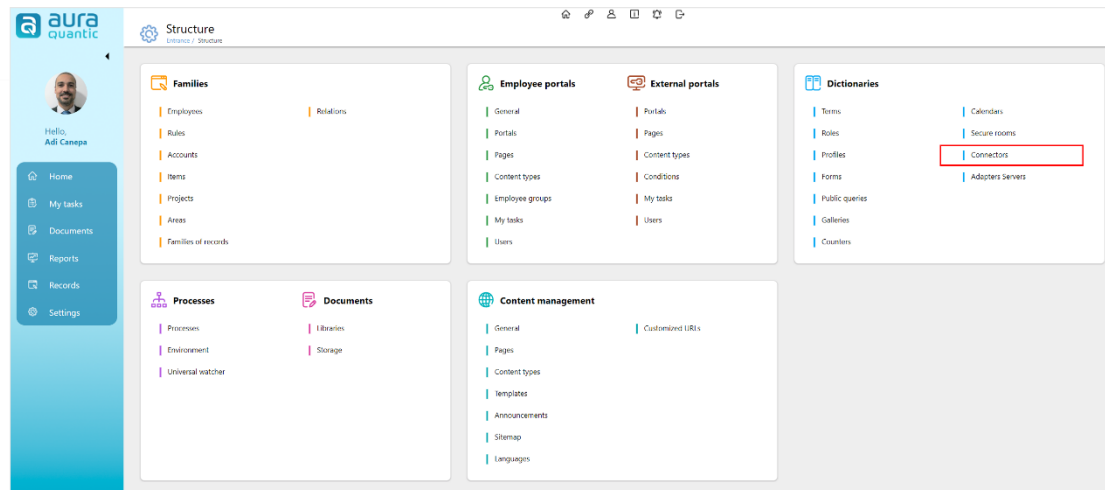 aura
quantic
Structure
Entrance / Structure
Hello,
Adi Canepa
Home
My tasks
Documents
Reports
Records
Settings
Families
Employees
Rules
Accounts
Items
Projects
Areas
Families of records
Relations
Employee portals
General
Portals
Pages
Content types
Employee groups
My tasks
Users
External portals
Portals
Pages
Content types
Conditions
My tasks
Users
Dictionaries
Terms
Roles
Profiles
Forms
Public queries
Galleries
Counters
Calendars
Secure rooms
Connectors
Adapters Servers
Processes
Processes
Environment
Universal watcher
Documents
Libraries
Storage
Content management
General
Pages
Content types
Templates
Announcements
Sitemap
Languages
Customized URLs